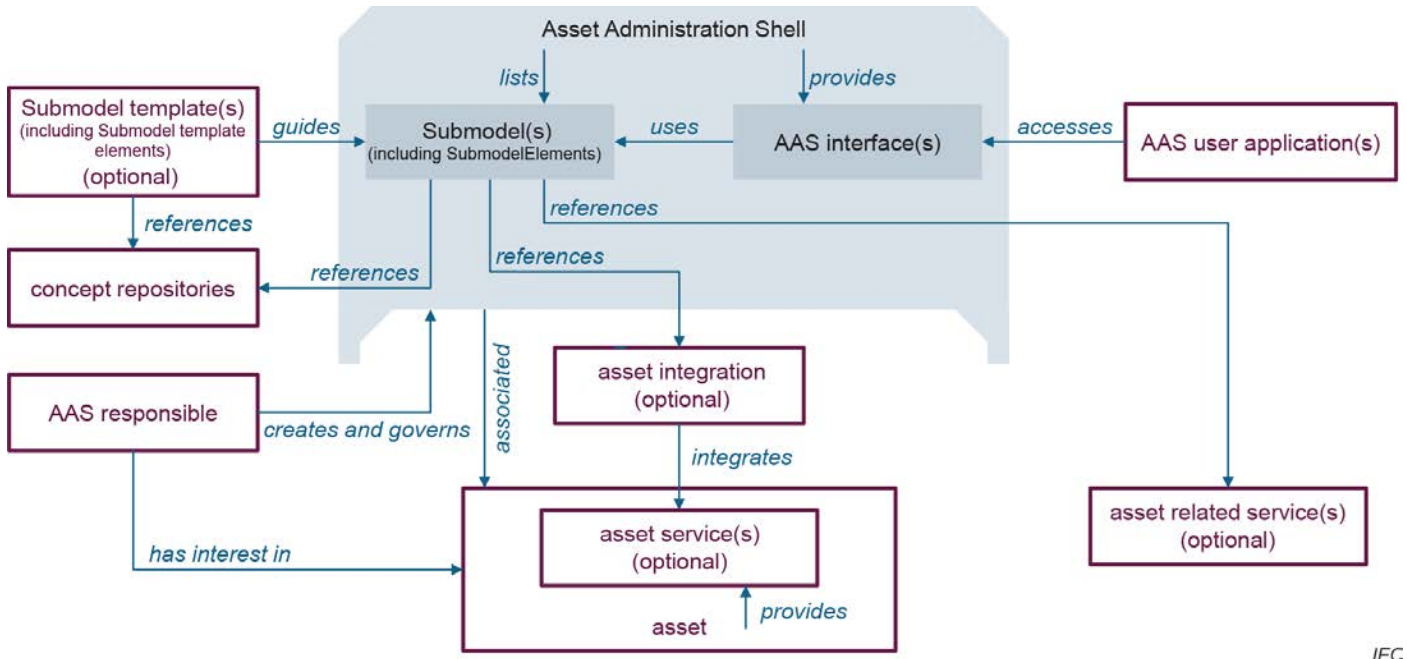 Asset Administration Shell
lists
provides
Submodel template(s)
(including Submodel template
elements)
(optional)
guides
Submodel(s)
(including SubmodelElements)
uses
AAS interface(s)
accesses
AAS user application(s)
references
references
concept repositories
references
references
asset integration
(optional)
AAS responsible
creates and governs
associated
integrates
asset service(s)
(optional)
asset related service(s)
(optional)
has interest in
provides
asset
IEC